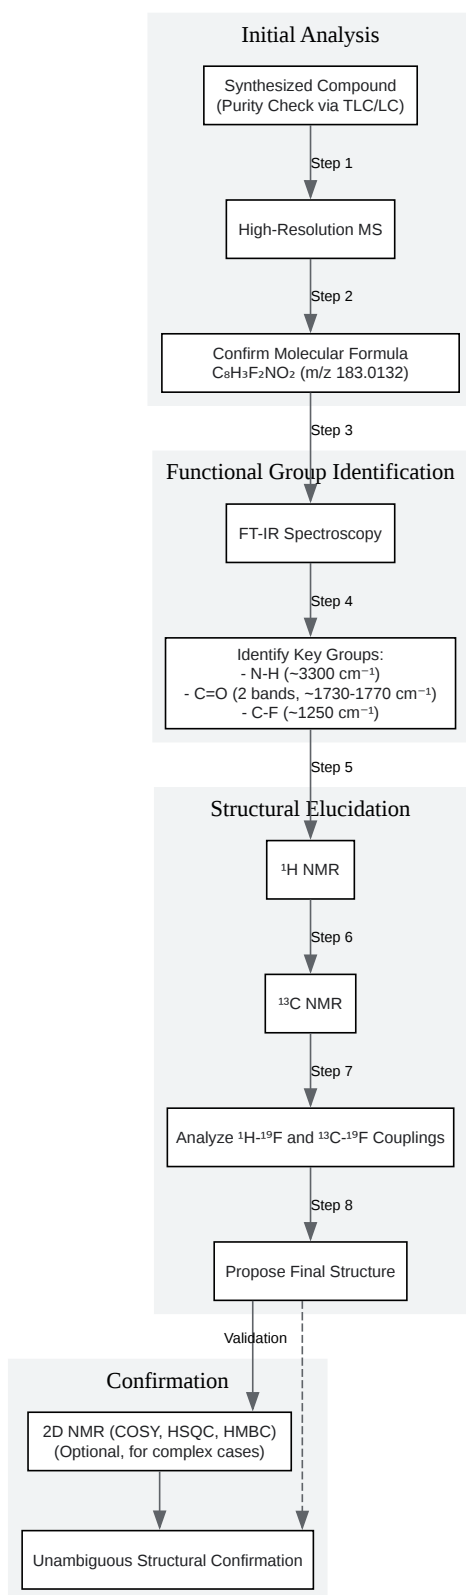 Initial Analysis
Synthesized Compound
(Purity Check via TLC/LC)
Step 1
High-Resolution MS
Step 2
Confirm Molecular Formula
C₈H₃F₂NO₂ (m/z 183.0132)
Step 3
Functional Group Identification
FT-IR Spectroscopy
Step 4
Identify Key Groups:
- N-H (~3300 cm⁻¹)
- C=O (2 bands, ~1730-1770 cm⁻¹)
- C-F (~1250 cm⁻¹)
Step 5
Structural Elucidation
¹H NMR
Step 6
¹³C NMR
Step 7
Analyze ¹H-¹⁹F and ¹³C-¹⁹F Couplings
Step 8
Propose Final Structure
Validation
Confirmation
2D NMR (COSY, HSQC, HMBC)
(Optional, for complex cases)
Unambiguous Structural Confirmation